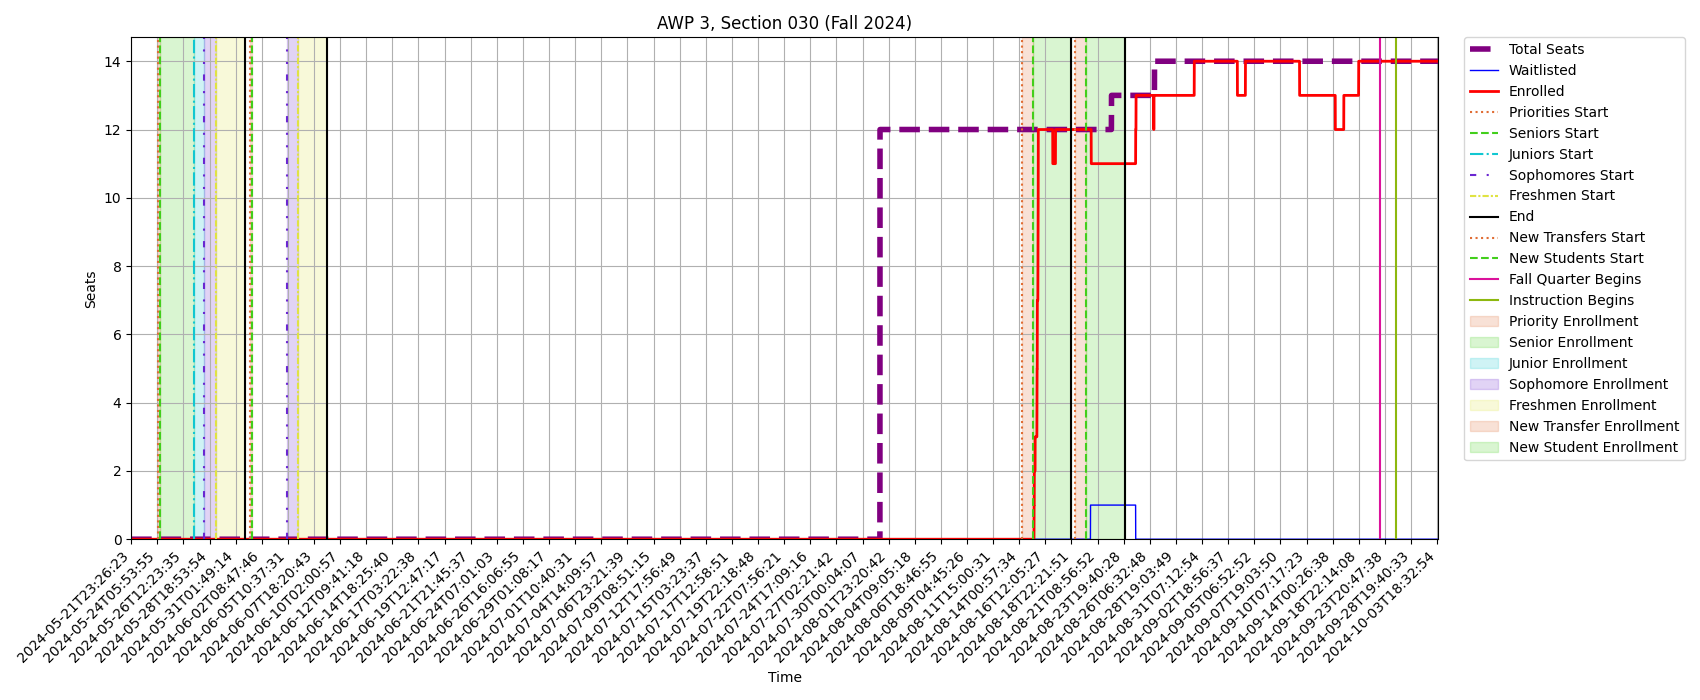 AWP 3, Section 030 (Fall 2024)
Seats
14
12
10
8
6
4
2
0
2024-05-21T23:26:23
2024-05-24T05:53:55
2024-05-26T12:23:35
2024-05-28T18:53:54
2024-05-31T01:49:14
2024-06-02T08:47:46
2024-06-05T10:37:31
2024-06-07T18:20:43
2024-06-10T02:00:57
2024-06-12T09:41:18
2024-06-14T18:25:40
2024-06-17T03:22:38
2024-06-19T12:47:17
2024-06-21T21:45:37
2024-06-24T07:01:03
2024-06-26T16:06:55
2024-06-29T01:08:17
2024-07-01T10:40:31
2024-07-04T14:09:57
2024-07-06T23:21:39
2024-07-09T08:51:15
2024-07-12T17:56:49
2024-07-15T03:23:37
2024-07-17T12:58:51
2024-07-19T22:18:48
2024-07-22T07:56:21
2024-07-24T17:09:16
2024-07-27T02:21:42
2024-07-30T00:04:07
2024-08-01T23:20:42
2024-08-04T09:05:18
2024-08-06T18:46:55
2024-08-09T04:45:26
2024-08-11T15:00:31
2024-08-14T00:57:34
2024-08-16T12:05:27
2024-08-18T22:21:51
2024-08-21T08:56:52
2024-08-23T19:40:28
2024-08-26T06:32:48
2024-08-28T19:03:49
2024-08-31T07:12:54
2024-09-02T18:56:37
2024-09-05T06:52:52
2024-09-07T19:03:50
2024-09-10T07:17:23
2024-09-14T00:26:38
2024-09-18T22:14:08
2024-09-23T20:47:38
2024-09-28T19:40:33
2024-10-03T18:32:54
Time
Total Seats
Waitlisted
Enrolled
Priorities Start
Seniors Start
Juniors Start
Sophomores Start
Freshmen Start
End
New Transfers Start
New Students Start
Fall Quarter Begins
Instruction Begins
Priority Enrollment
Senior Enrollment
Junior Enrollment
Sophomore Enrollment
Freshmen Enrollment
New Transfer Enrollment
New Student Enrollment